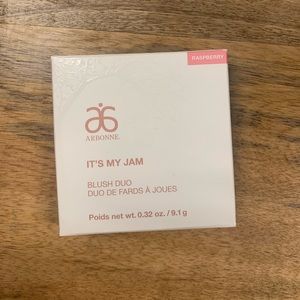 RASPBERRY
ARBONNE
IT'S MY JAM
BLUSH DUO
DUO DE FARDS À JOUES
Poids net wt. 0.32 oz. / 9.1 g